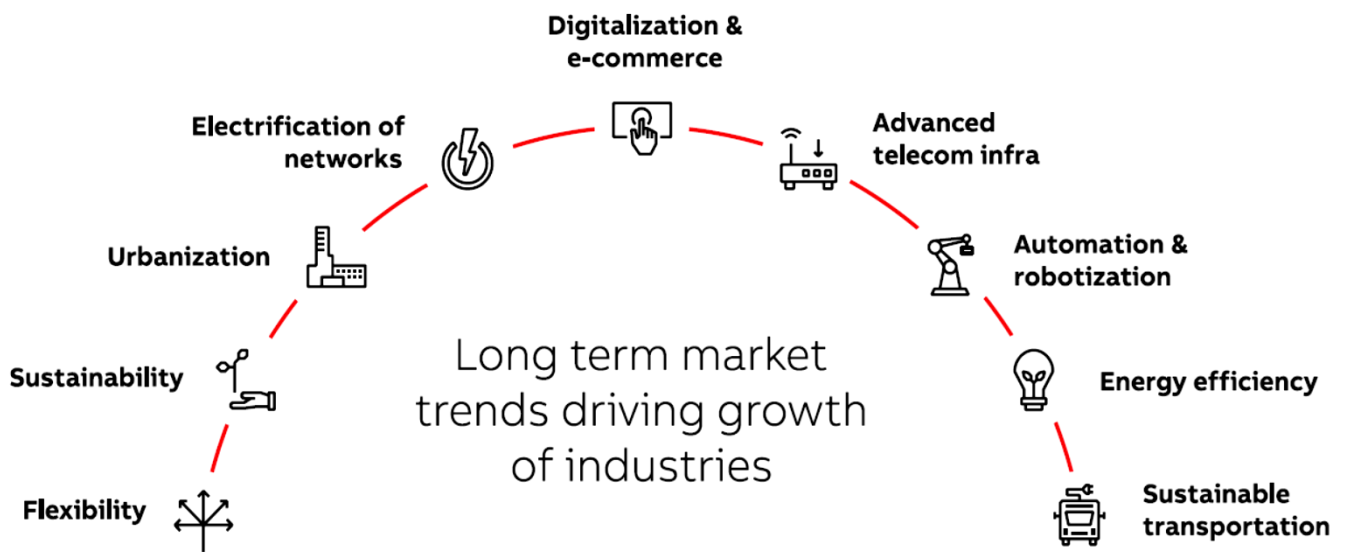 Digitalization &
e-commerce
Electrification of
networks
Advanced
telecom infra
Urbanization
Automation &
robotization
Long term market
trends driving growth
of industries
Sustainability
Energy efficiency
Flexibility
Sustainable
transportation